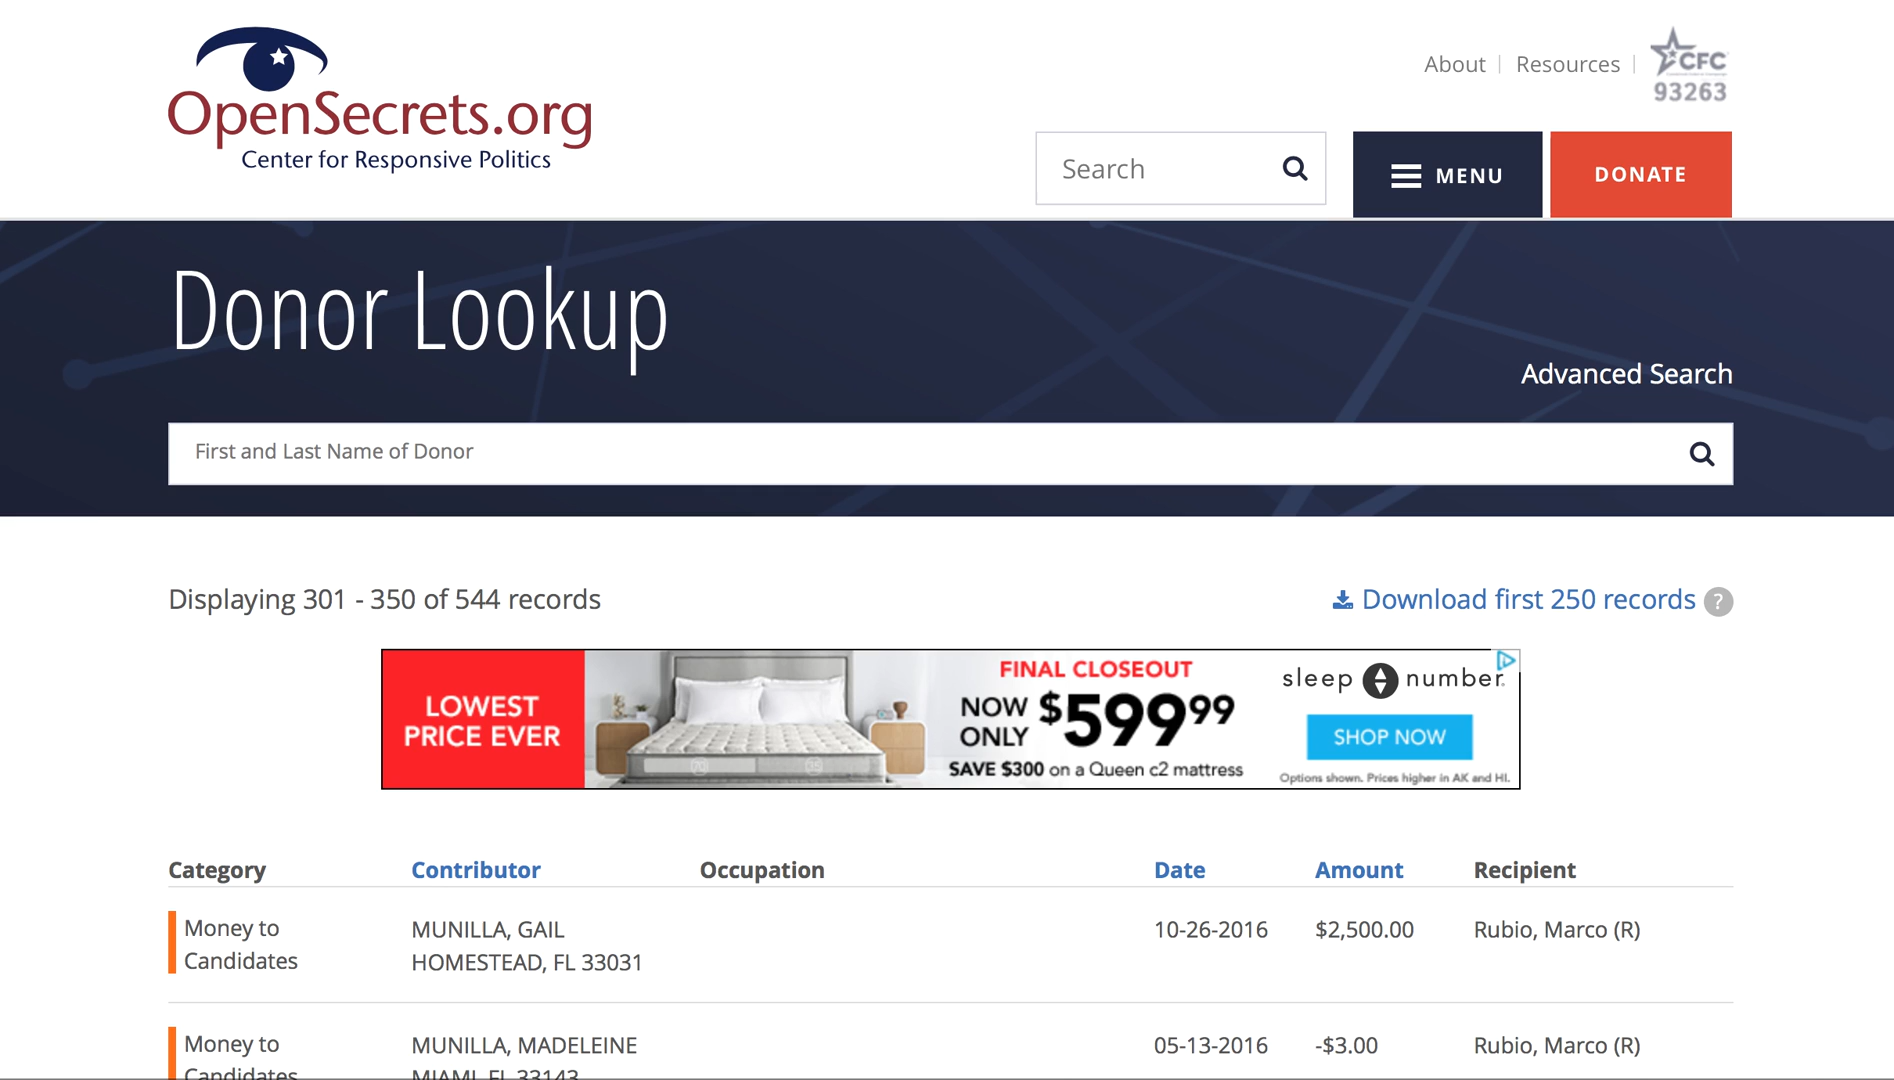 About
Resources
CFC
93263
OpenSecrets.org
Center for Responsive Politics
Search
MENU
DONATE
Donor Lookup
Advanced Search
First and Last Name of Donor
Displaying 301 - 350 of 544 records
Download first 250 records ?
LOWEST
PRICE EVER
FINAL CLOSEOUT
NOW
ONLY
$599⁹⁹
SAVE $300 on a Queen c2 mattress
sleep number.
SHOP NOW
Options shown. Prices higher in AK and HI.
Category Contributor Occupation Date Amount Recipient
Money to MUNILLA, GAIL 10-26-2016 $2,500.00 Rubio, Marco (R)
Candidates HOMESTEAD, FL 33031
Money to MUNILLA, MADELEINE 05-13-2016 -$3.00 Rubio, Marco (R)
Candidates MIAMI, FL 33143